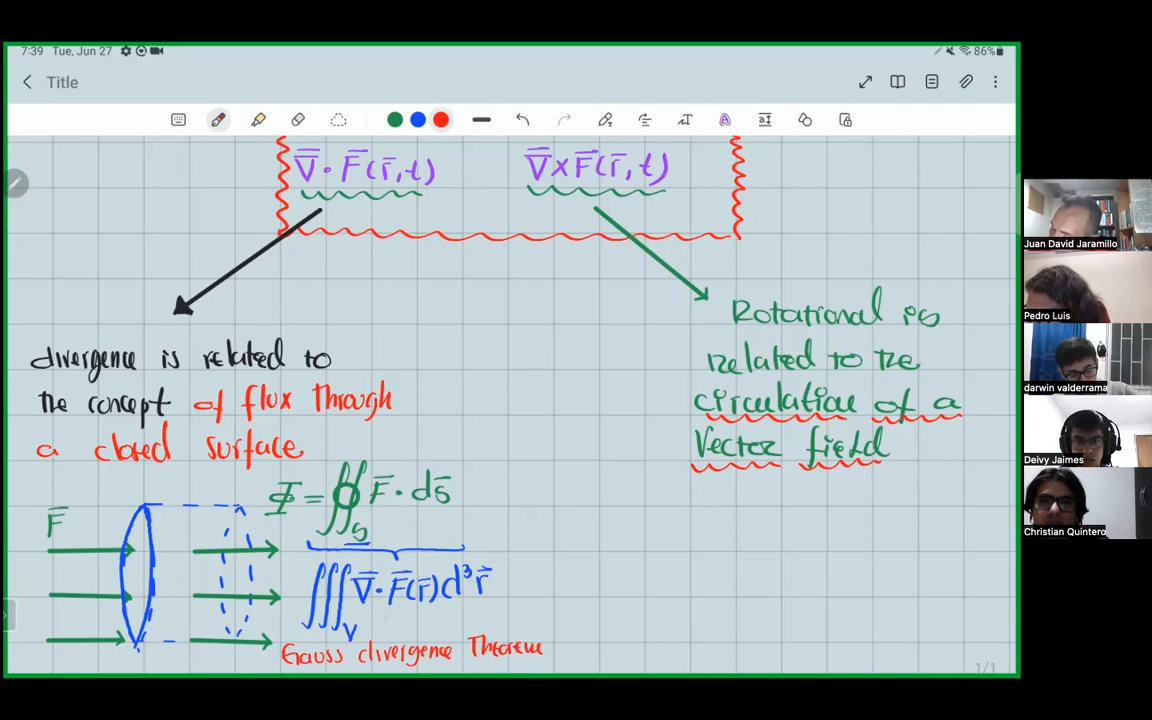 7:39 Tue, Jun 27
86%
Title
∇̄·F̄(r̄,t)
∇̄×F̄(r̄,t)
divergence is related to
the concept of flux through
a closed surface
Rotational is
related to the
circulation of a
vector field
Φ = ∯_S F̄·ds̄
F̄
∭_V ∇̄·F̄(r̄)d³r̄
Gauss divergence Theorem
1/1
Juan David Jaramillo
Pedro Luis
darwin valderrama
Deivy Jaimes
Christian Quintero